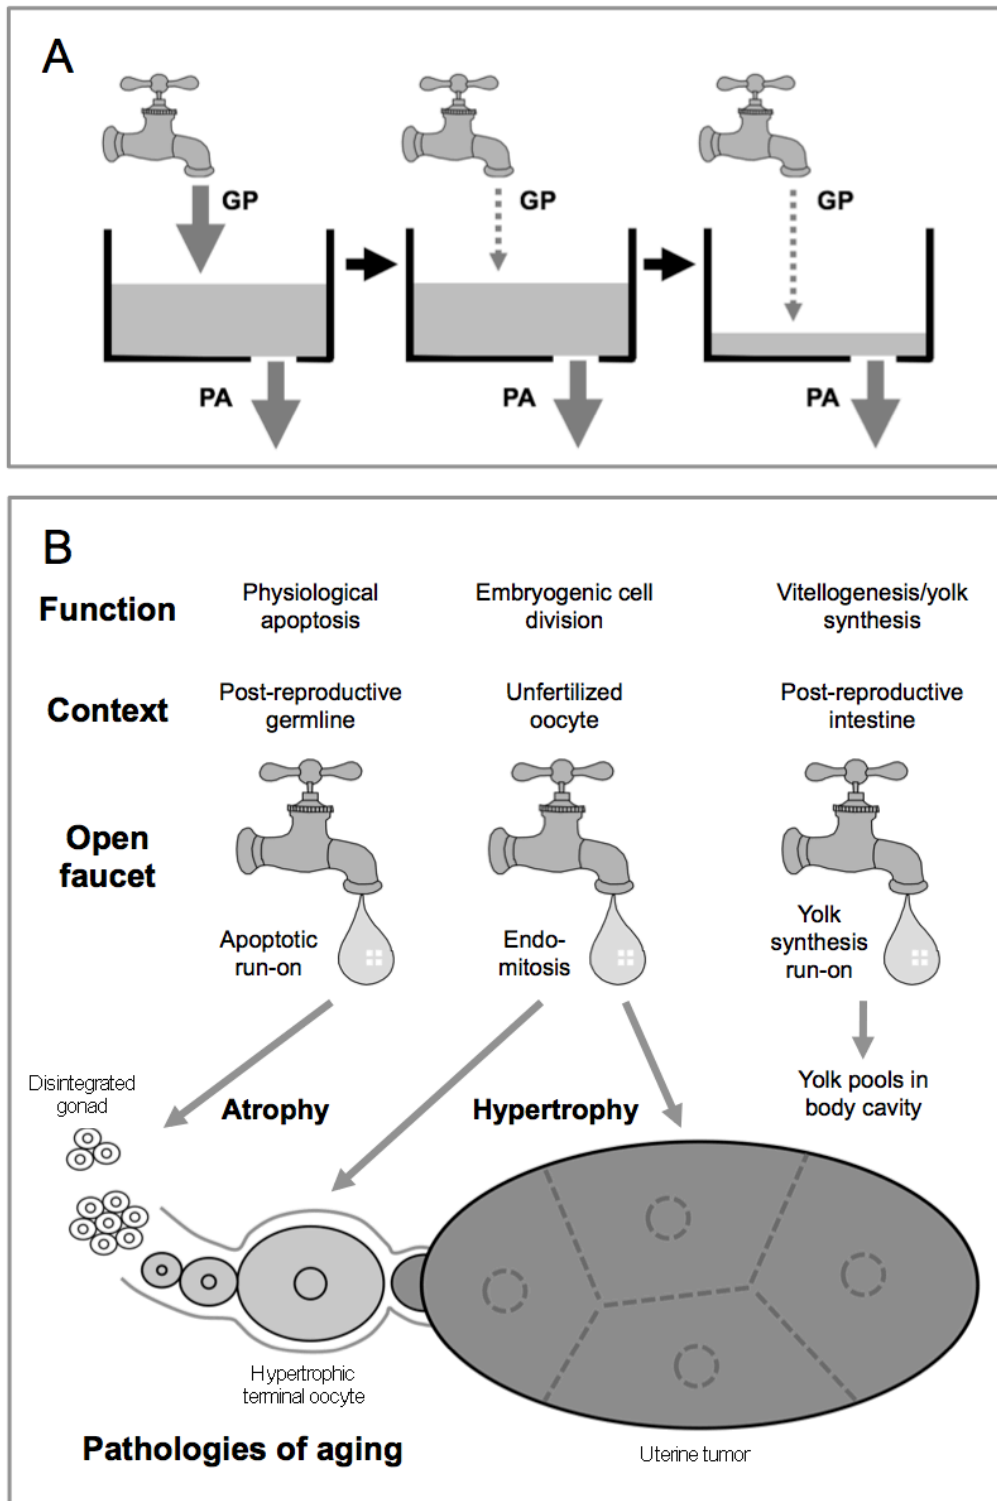 A
GP
GP
GP
PA
PA
PA
B
Function
Physiological
apoptosis
Embryogenic cell
division
Vitellogenesis/yolk
synthesis
Context
Post-reproductive
germline
Unfertilized
oocyte
Post-reproductive
intestine
Open
faucet
Apoptotic
run-on
Endo-
mitosis
Yolk
synthesis
run-on
Disintegrated
gonad
Atrophy
Hypertrophy
Yolk pools in
body cavity
Hypertrophic
terminal oocyte
Uterine tumor
Pathologies of aging